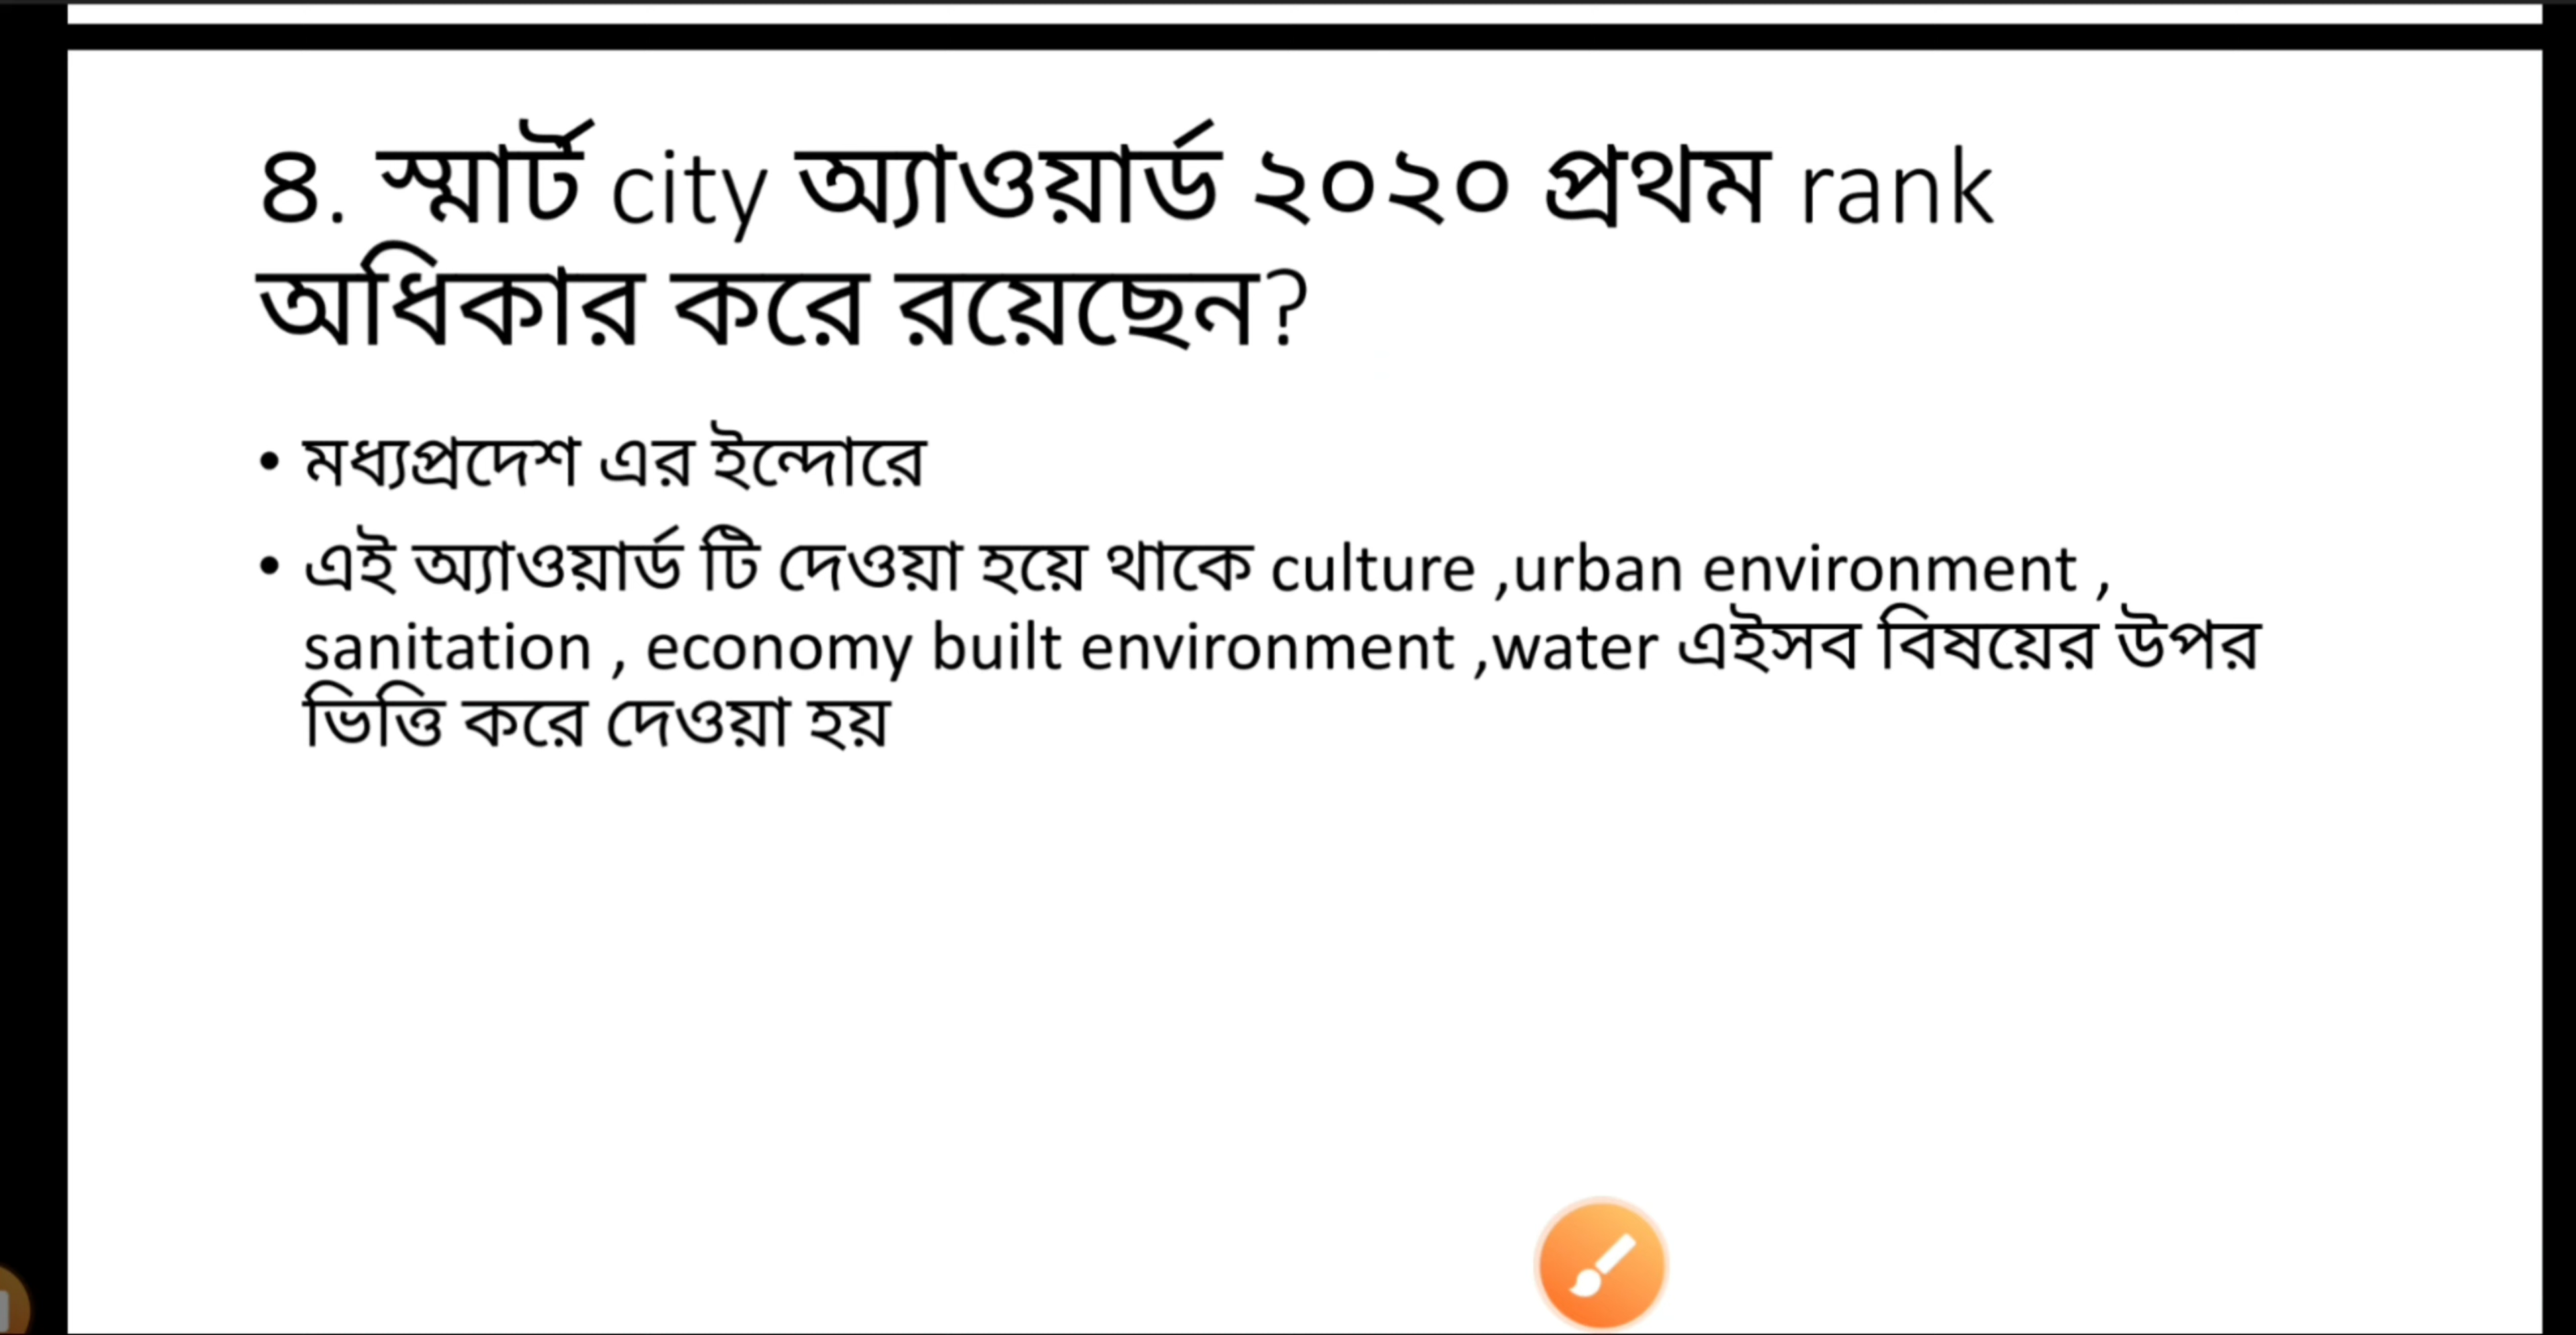 ৪. স্মার্ট city অ্যাওয়ার্ড ২০২০ প্রথম rank
অধিকার করে রয়েছেন?
• মধ্যপ্রদেশ এর ইন্দোরে
• এই অ্যাওয়ার্ড টি দেওয়া হয়ে থাকে culture ,urban environment ,
sanitation , economy built environment ,water এইসব বিষয়ের উপর
ভিত্তি করে দেওয়া হয়